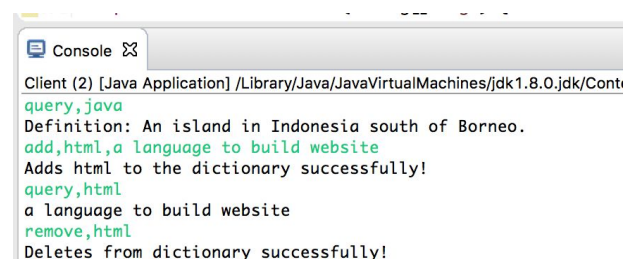 Console
Client (2) [Java Application] /Library/Java/JavaVirtualMachines/jdk1.8.0.jdk/Conte
query,java
Definition: An island in Indonesia south of Borneo.
add,html,a language to build website
Adds html to the dictionary successfully!
query,html
a language to build website
remove,html
Deletes from dictionary successfully!